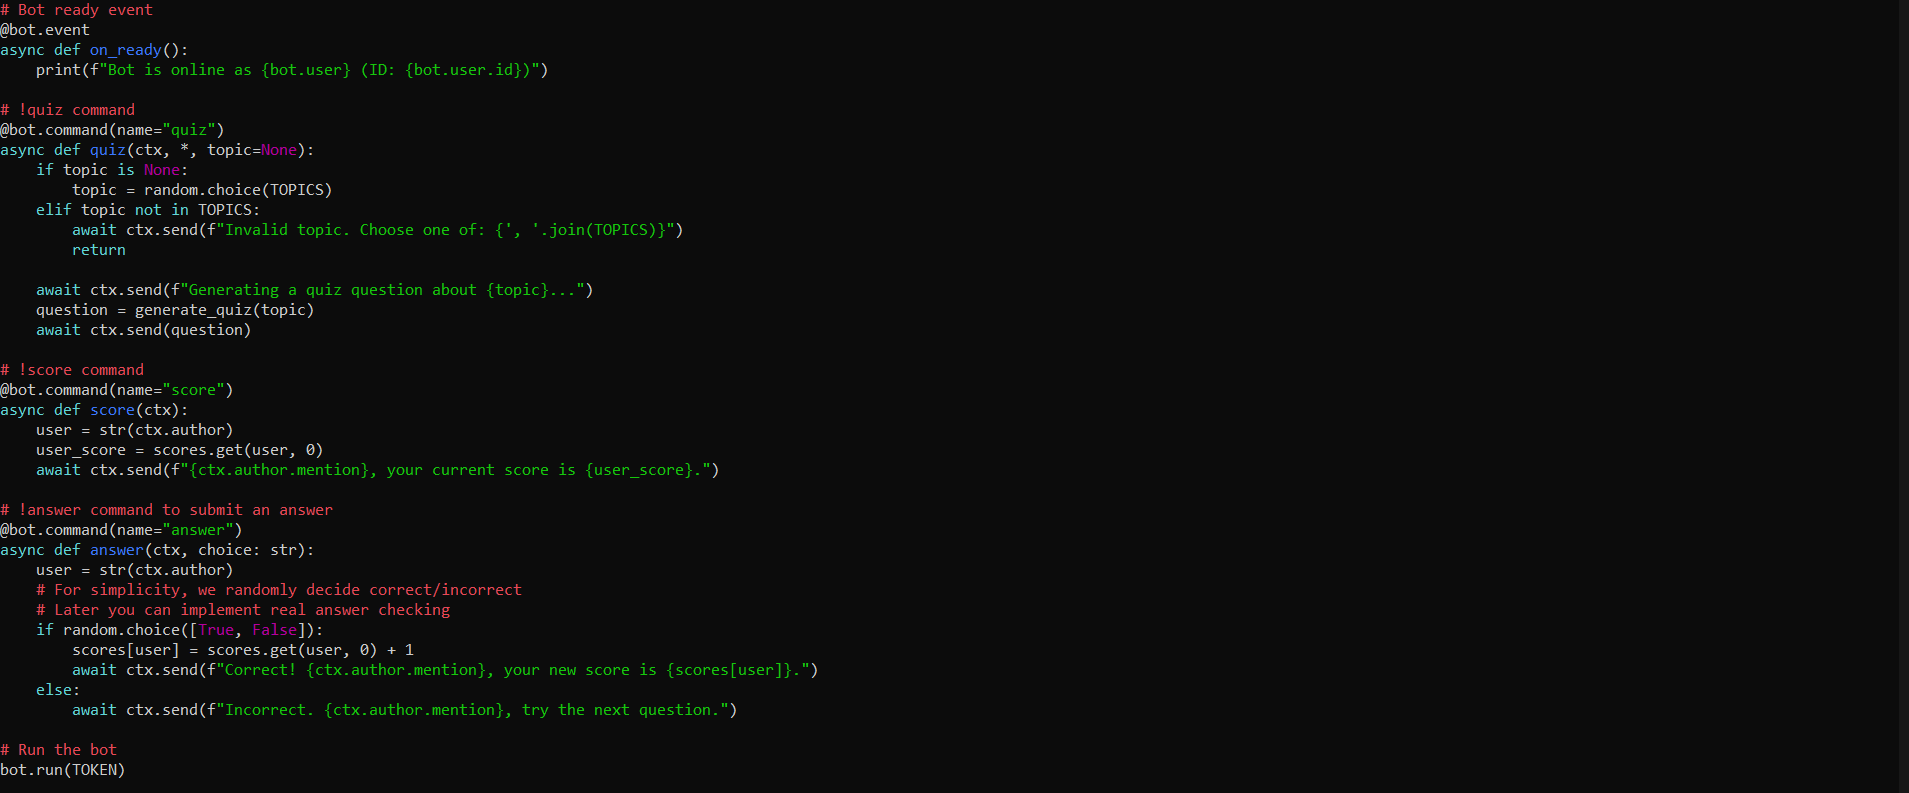 # Bot ready event
@bot.event
async def on_ready():
    print(f"Bot is online as {bot.user} (ID: {bot.user.id})")

# !quiz command
@bot.command(name="quiz")
async def quiz(ctx, *, topic=None):
    if topic is None:
        topic = random.choice(TOPICS)
    elif topic not in TOPICS:
        await ctx.send(f"Invalid topic. Choose one of: {', '.join(TOPICS)}")
        return

    await ctx.send(f"Generating a quiz question about {topic}...")
    question = generate_quiz(topic)
    await ctx.send(question)

# !score command
@bot.command(name="score")
async def score(ctx):
    user = str(ctx.author)
    user_score = scores.get(user, 0)
    await ctx.send(f"{ctx.author.mention}, your current score is {user_score}.")

# !answer command to submit an answer
@bot.command(name="answer")
async def answer(ctx, choice: str):
    user = str(ctx.author)
    # For simplicity, we randomly decide correct/incorrect
    # Later you can implement real answer checking
    if random.choice([True, False]):
        scores[user] = scores.get(user, 0) + 1
        await ctx.send(f"Correct! {ctx.author.mention}, your new score is {scores[user]}.")
    else:
        await ctx.send(f"Incorrect. {ctx.author.mention}, try the next question.")

# Run the bot
bot.run(TOKEN)